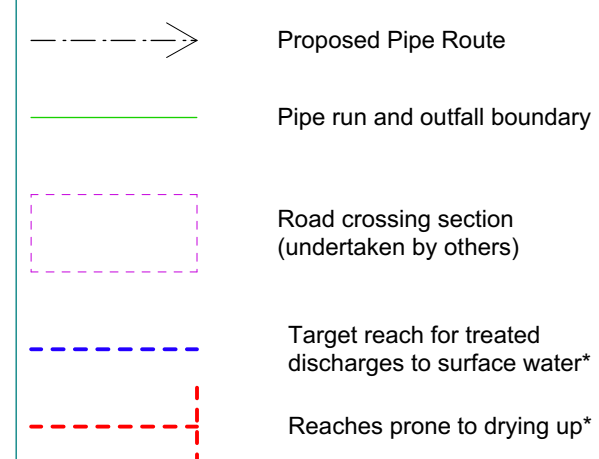 Proposed Pipe Route
Pipe run and outfall boundary
Road crossing section
(undertaken by others)
Target reach for treated
discharges to surface water*
Reaches prone to drying up*